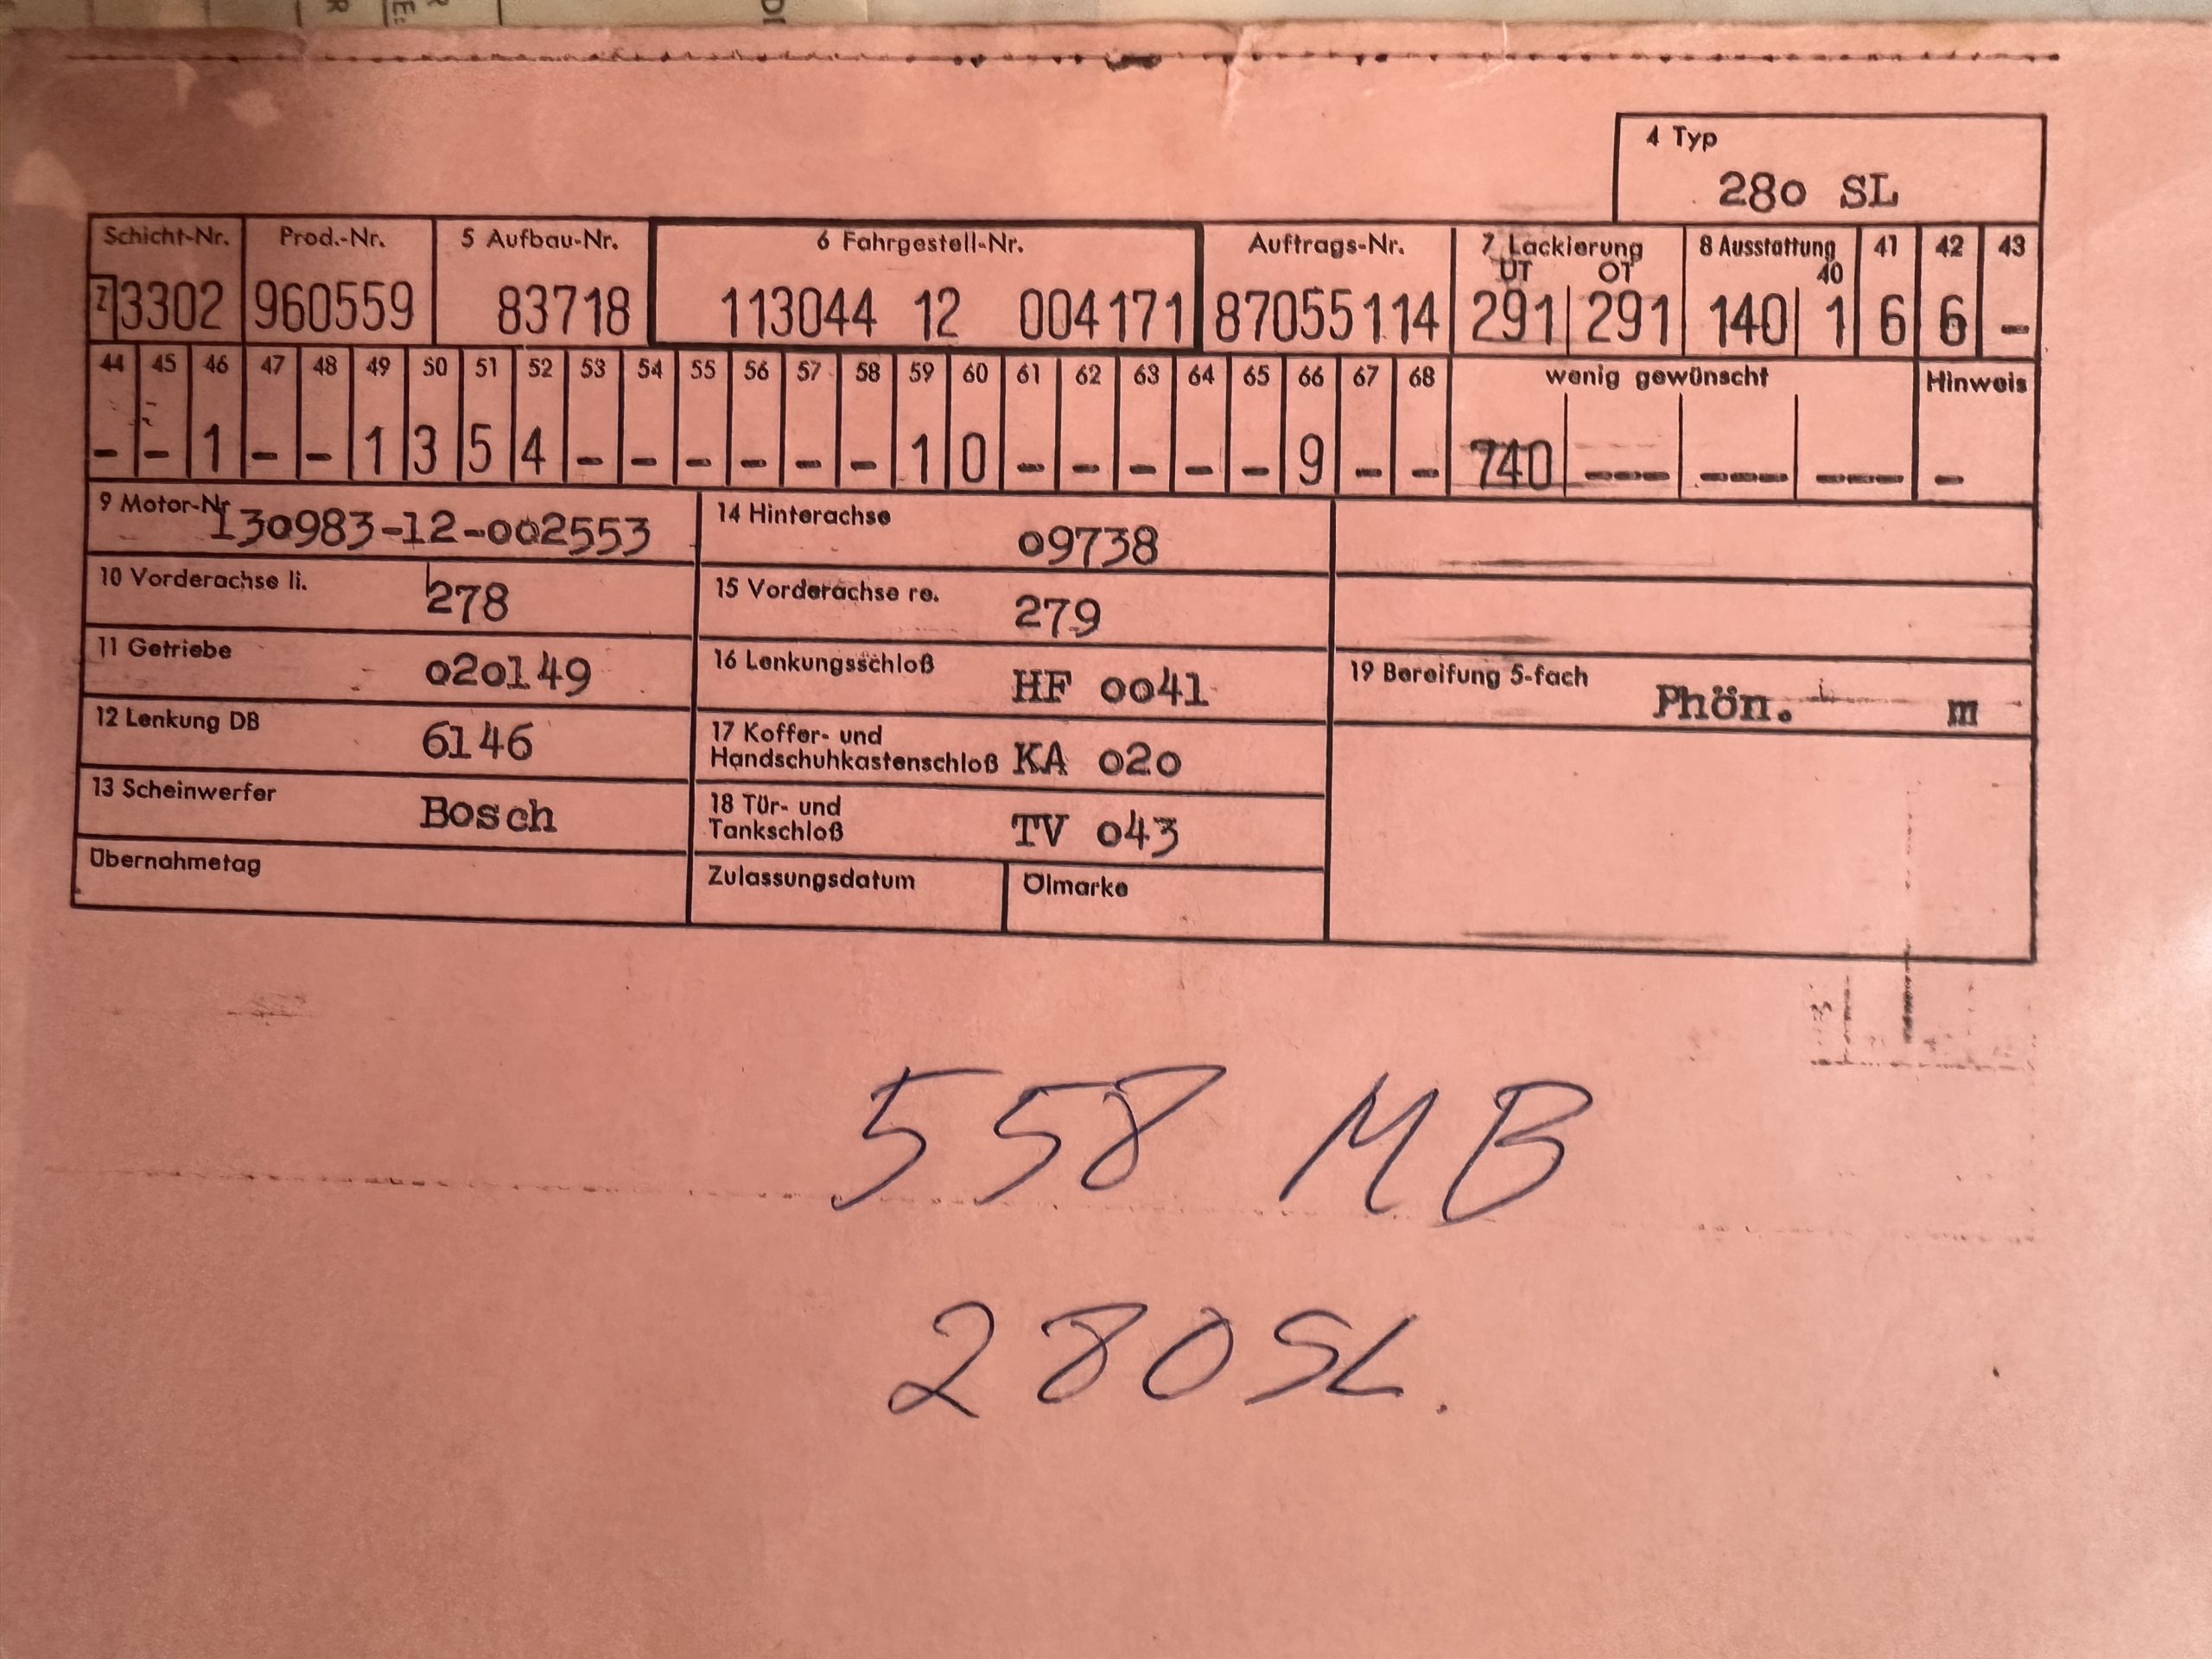 4 Typ
280 SL
Schicht-Nr. Prod.-Nr. 5 Aufbau-Nr. 6 Fahrgestell-Nr. Auftrags-Nr. 7 Lackierung 8 Ausstattung 41 42 43
UT OT 40
Z 3302 960559 83718 113044 12 004171 87055114 291 291 140 1 6 6 -
44 45 46 47 48 49 50 51 52 53 54 55 56 57 58 59 60 61 62 63 64 65 66 67 68 wenig gewünscht Hinweis
- - 1 - - 1 3 5 4 - - - - - - 1 0 - - - - - 9 - - 740 --- --- --- -
9 Motor-Nr 130983-12-002553 14 Hinterachse 09738
10 Vorderachse li. 278 15 Vorderachse re. 279
11 Getriebe 020149 16 Lenkungsschloß HF 0041 19 Bereifung 5-fach Phön. m
12 Lenkung DB 6146 17 Koffer- und
Handschuhkastenschloß KA 020
13 Scheinwerfer Bosch 18 Tür- und
Tankschloß TV 043
Übernahmetag Zulassungsdatum Ölmarke
558 MB
280SL.